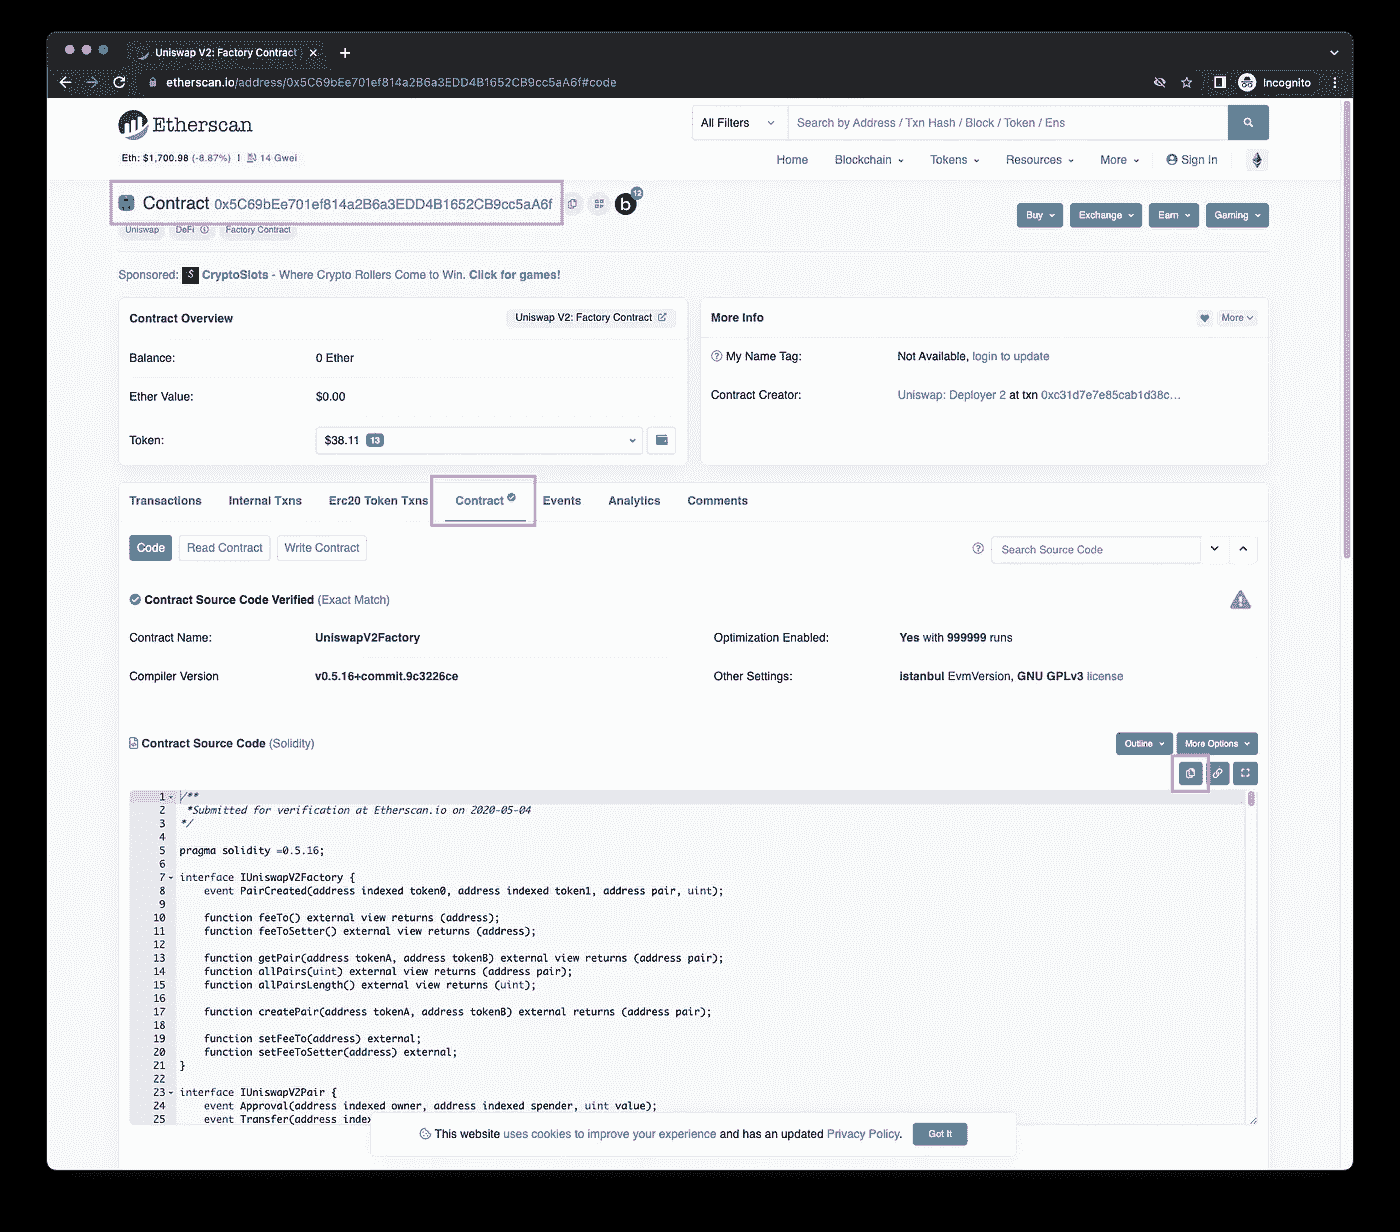 Uniswap V2: Factory Contract
etherscan.io/address/0x5C69bEe701ef814a2B6a3EDD4B1652CB9cc5aA6f#code
Incognito
Etherscan
All Filters
Search by Address / Txn Hash / Block / Token / Ens
Eth: $1,700.98 (-8.87%) | 14 Gwei
Home Blockchain Tokens Resources More Sign In
Contract 0x5C69bEe701ef814a2B6a3EDD4B1652CB9cc5aA6f
b 12
Uniswap DeFi Factory Contract
Buy Exchange Earn Gaming
Sponsored: $ CryptoSlots - Where Crypto Rollers Come to Win. Click for games!
Contract Overview
Uniswap V2: Factory Contract
Balance: 0 Ether
Ether Value: $0.00
Token: $38.11 13
More Info
More
My Name Tag: Not Available, login to update
Contract Creator: Uniswap: Deployer 2 at txn 0xc31d7e7e85cab1d38c...
Transactions Internal Txns Erc20 Token Txns Contract Events Analytics Comments
Code Read Contract Write Contract
Search Source Code
Contract Source Code Verified (Exact Match)
Contract Name: UniswapV2Factory
Optimization Enabled: Yes with 999999 runs
Compiler Version v0.5.16+commit.9c3226ce
Other Settings: istanbul EvmVersion, GNU GPLv3 license
Contract Source Code (Solidity)
Outline More Options
1 /**
2 *Submitted for verification at Etherscan.io on 2020-05-04
3 */
4
5 pragma solidity =0.5.16;
6
7 interface IUniswapV2Factory {
8 event PairCreated(address indexed token0, address indexed token1, address pair, uint);
9
10 function feeTo() external view returns (address);
11 function feeToSetter() external view returns (address);
12
13 function getPair(address tokenA, address tokenB) external view returns (address pair);
14 function allPairs(uint) external view returns (address pair);
15 function allPairsLength() external view returns (uint);
16
17 function createPair(address tokenA, address tokenB) external returns (address pair);
18
19 function setFeeTo(address) external;
20 function setFeeToSetter(address) external;
21 }
22
23 interface IUniswapV2Pair {
24 event Approval(address indexed owner, address indexed spender, uint value);
25 event Transfer(address inde
This website uses cookies to improve your experience and has an updated Privacy Policy. Got It